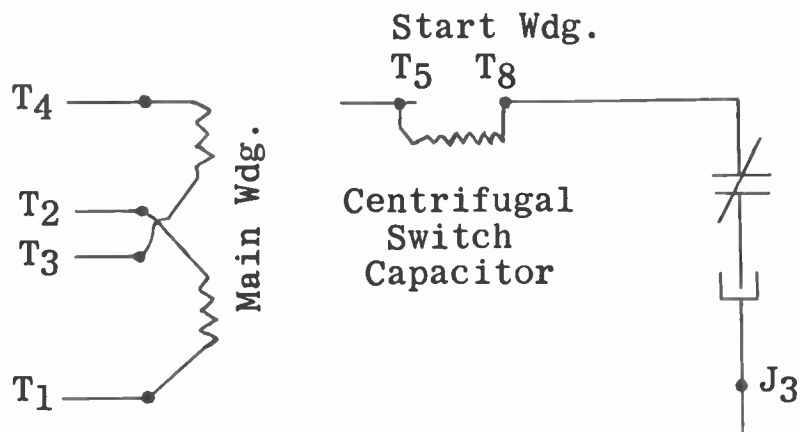 Start Wdg.
T5 T8
T4
Main Wdg.
T2
T3
Centrifugal
Switch
Capacitor
T1
J3